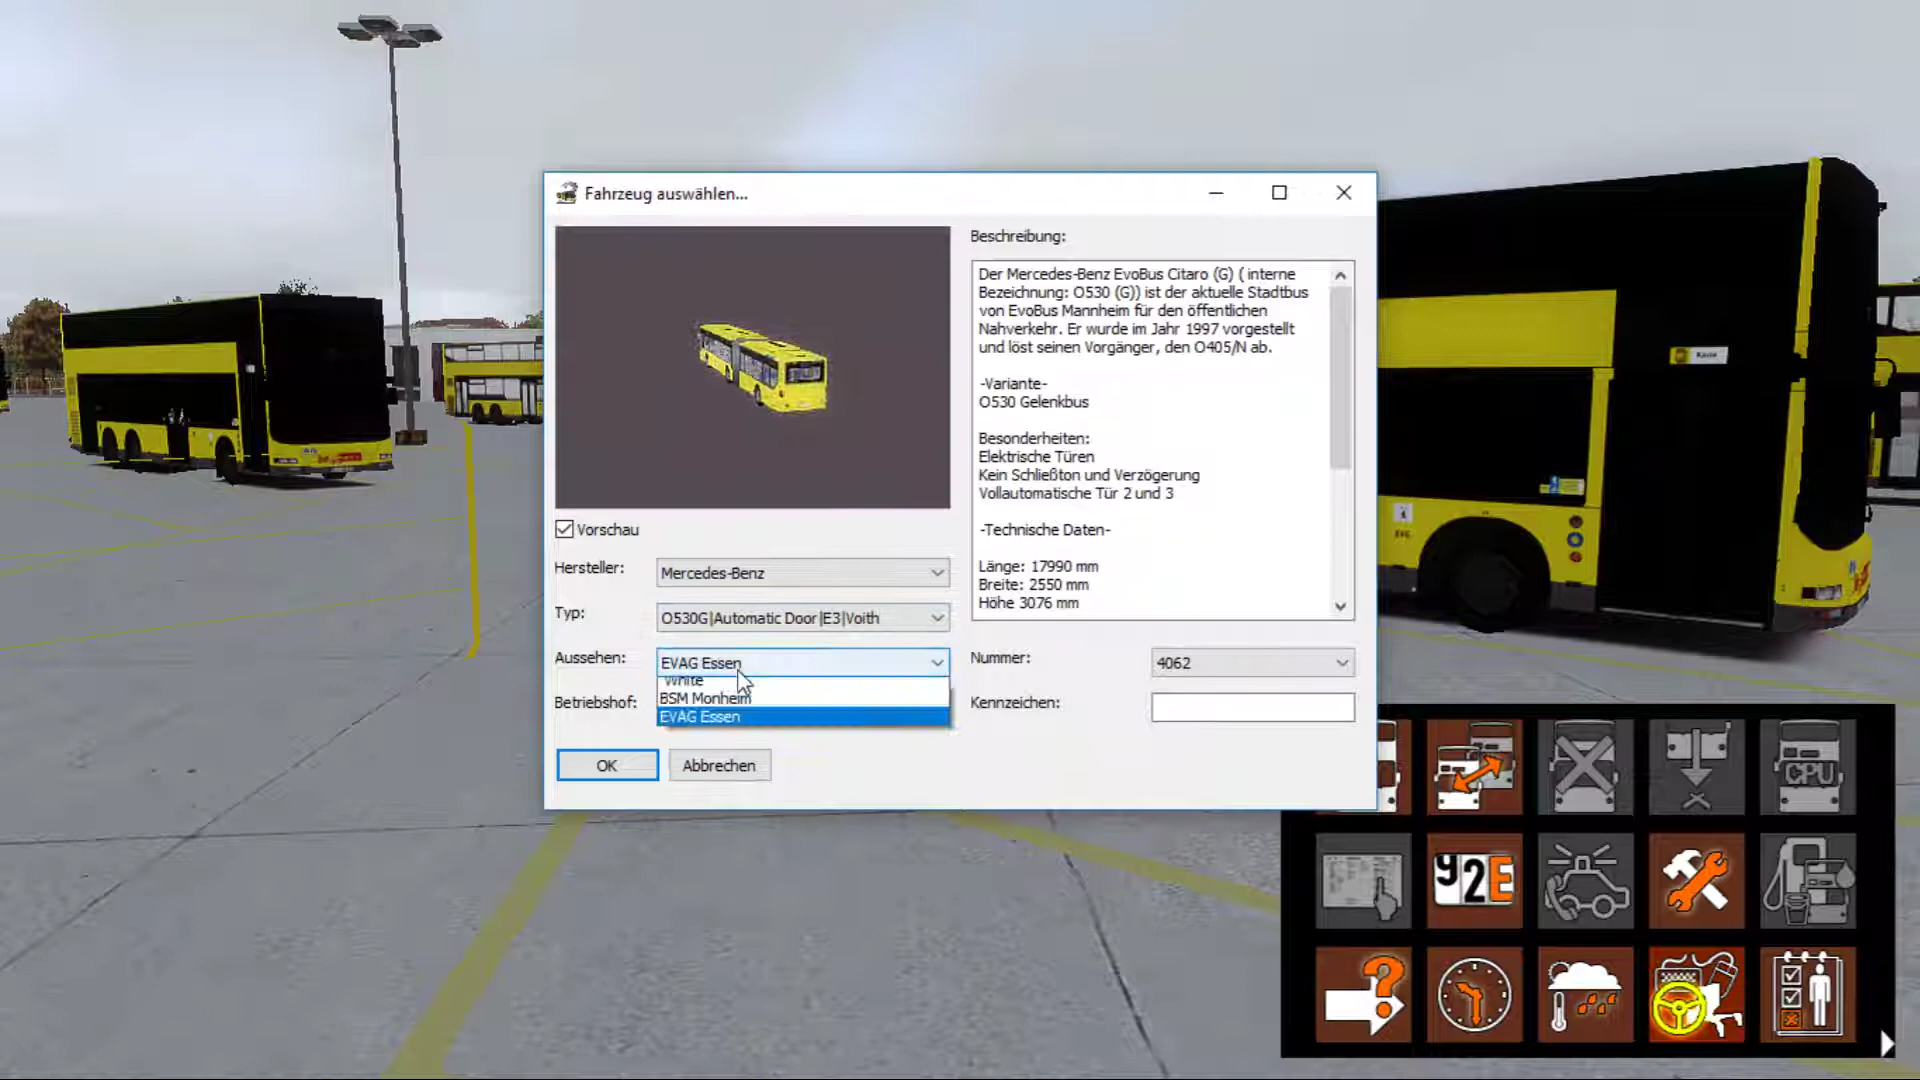 Fahrzeug auswählen...
Beschreibung:
Der Mercedes-Benz EvoBus Citaro (G) ( interne
Bezeichnung: O530 (G)) ist der aktuelle Stadtbus
von EvoBus Mannheim für den öffentlichen
Nahverkehr. Er wurde im Jahr 1997 vorgestellt
und löst seinen Vorgänger, den O405/N ab.
-Variante-
O530 Gelenkbus
Besonderheiten:
Elektrische Türen
Kein Schließton und Verzögerung
Vollautomatische Tür 2 und 3
-Technische Daten-
Länge: 17990 mm
Breite: 2550 mm
Höhe 3076 mm
Vorschau
Hersteller:
Mercedes-Benz
Typ:
O530G|Automatic Door|E3|Voith
Aussehen:
EVAG Essen
White
BSM Monheim
EVAG Essen
Betriebshof:
Nummer:
4062
Kennzeichen:
OK
Abbrechen
CPU
92E
?